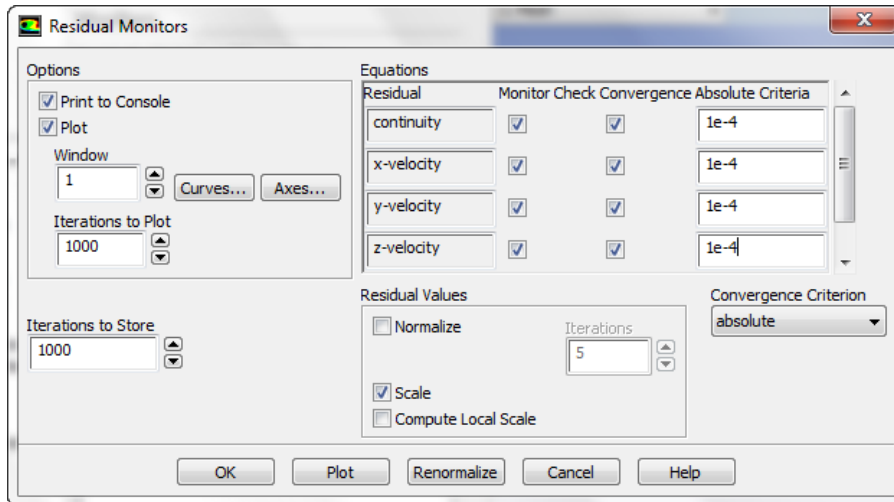 Residual Monitors
Options
Print to Console
Plot
Window
1
Curves...
Axes...
Iterations to Plot
1000
Iterations to Store
1000
Equations
Residual Monitor Check Convergence Absolute Criteria
continuity 1e-4
x-velocity 1e-4
y-velocity 1e-4
z-velocity 1e-4
Residual Values
Normalize
Iterations
5
Scale
Compute Local Scale
Convergence Criterion
absolute
OK Plot Renormalize Cancel Help